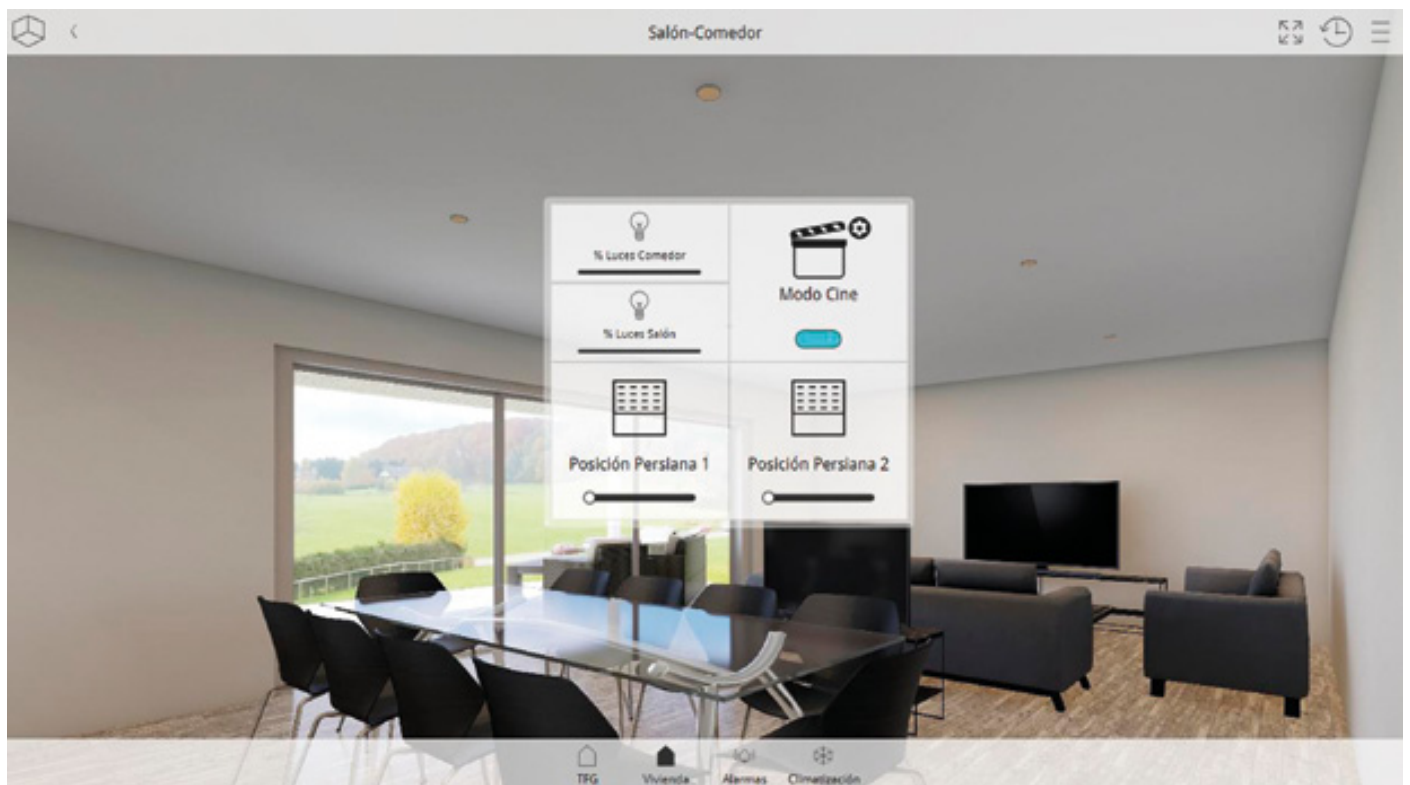 Salón-Comedor
% Luces Comedor
Modo Cine
% Luces Salón
Posición Persiana 1
Posición Persiana 2
TFG
Vivienda
Alarmas
Climatización